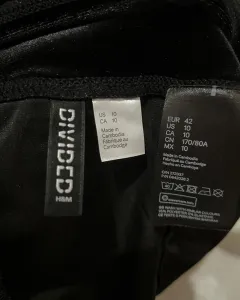 DIVIDED
H&M
US 10
CA 10
Made in
Cambodia
Fabriqué au
Cambodge
EUR 42
US 10
CA 10
CN 170/80A
MX 10
Made in Cambodia
Fabriqué au Cambodge